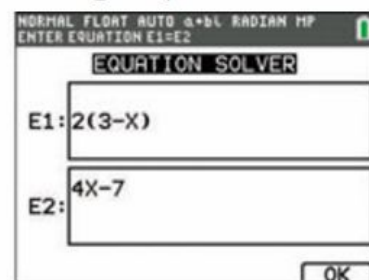 NORMAL FLOAT AUTO a+bi RADIAN MP
ENTER EQUATION E1=E2
EQUATION SOLVER
E1: 2(3-X)
E2: 4X-7
OK